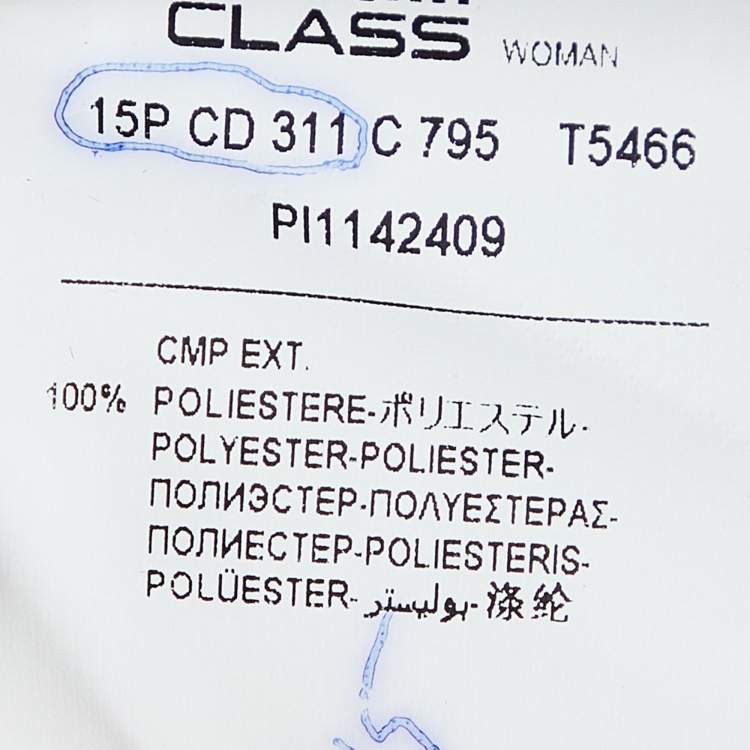 CLASS WOMAN
15P CD 311 C 795 T5466
PI1142409
CMP EXT.
100% POLIESTERE-ポリエステル-
POLYESTER-POLIESTER-
ПОЛИЭСТЕР-ΠΟΛΥΕΣΤΕΡΑΣ-
ПОЛИЕСТЕР-POLIESTERIS-
POLÜESTER-بوليستر-涤纶